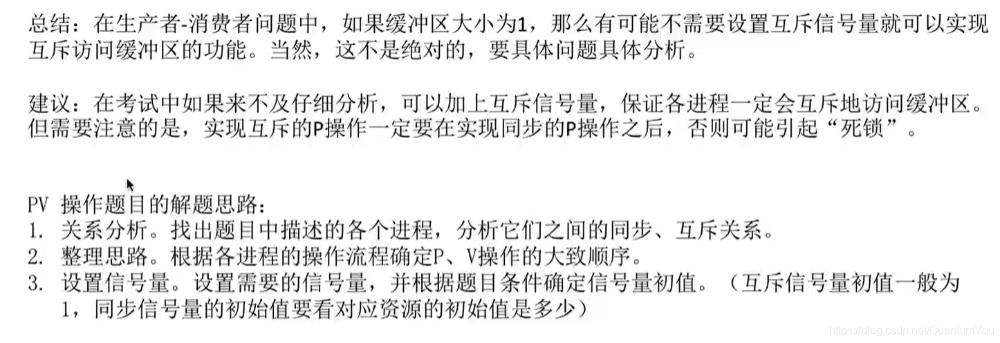 总结：在生产者-消费者问题中，如果缓冲区大小为1，那么有可能不需要设置互斥信号量就可以实现
互斥访问缓冲区的功能。当然，这不是绝对的，要具体问题具体分析。
建议：在考试中如果来不及仔细分析，可以加上互斥信号量，保证各进程一定会互斥地访问缓冲区。
但需要注意的是，实现互斥的P操作一定要在实现同步的P操作之后，否则可能引起“死锁”。
PV 操作题目的解题思路：
1. 关系分析。找出题目中描述的各个进程，分析它们之间的同步、互斥关系。
2. 整理思路。根据各进程的操作流程确定P、V操作的大致顺序。
3. 设置信号量。设置需要的信号量，并根据题目条件确定信号量初值。（互斥信号量初值一般为
1，同步信号量的初始值要看对应资源的初始值是多少）
https://blog.csdn.net/QuantumYou